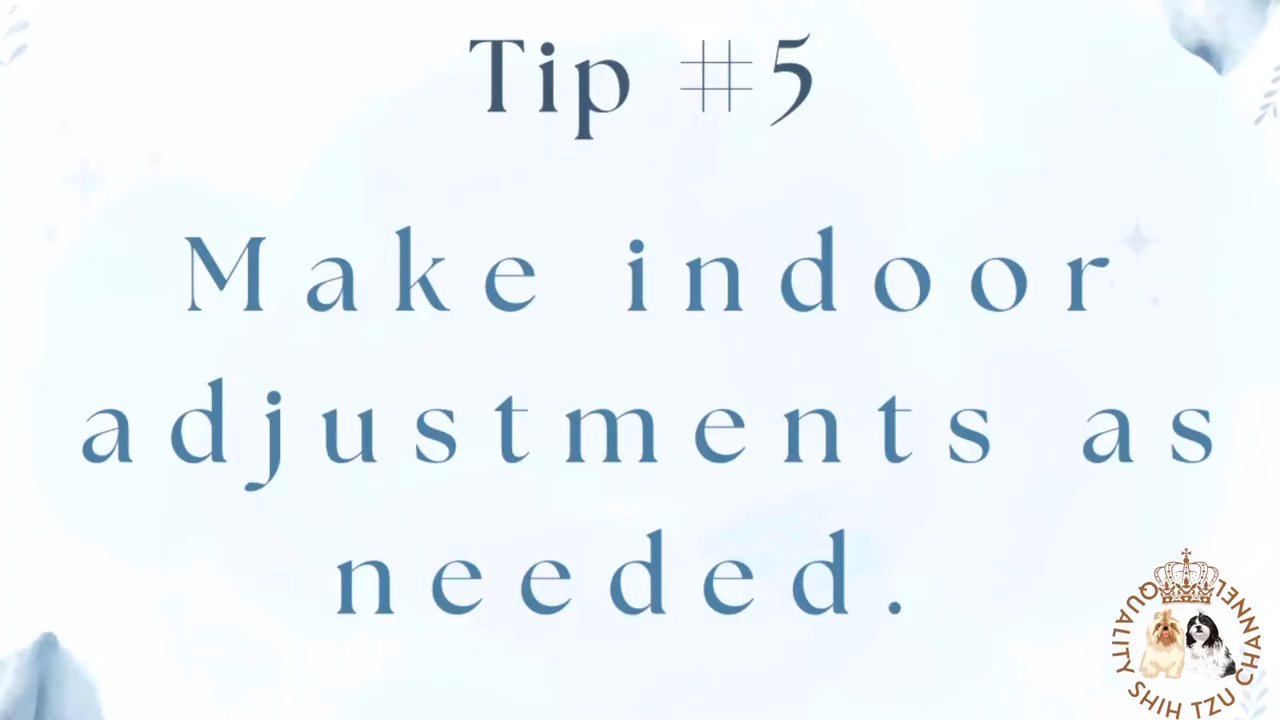 Tip #5
Make indoor
adjustments as
needed.
QUALITY SHIH TZU CHANNEL